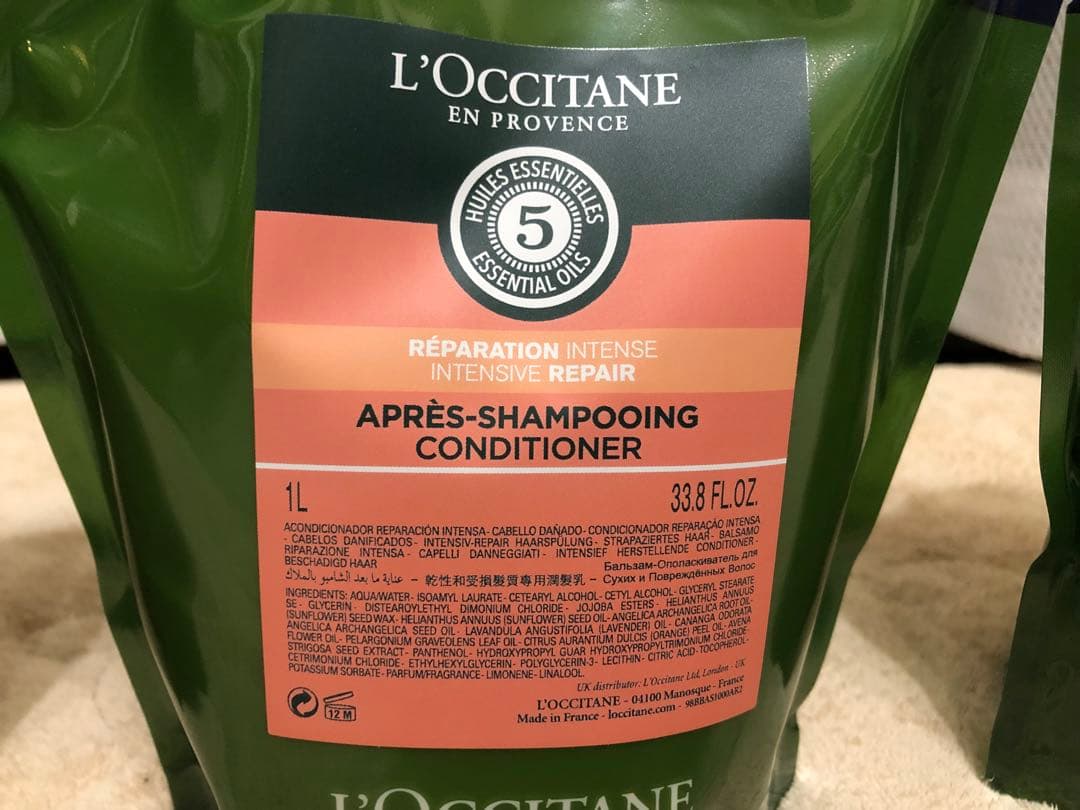 L'OCCITANE
EN PROVENCE
HUILES ESSENTIELLES
5
ESSENTIAL OILS
RÉPARATION INTENSE
INTENSIVE REPAIR
APRÈS-SHAMPOOING
CONDITIONER
1L 33.8 FL.OZ.
ACONDICIONADOR REPARACIÓN INTENSA - CABELLO DAÑADO - CONDICIONADOR REPARAÇÃO INTENSA
- CABELOS DANIFICADOS - INTENSIV-REPAIR HAARSPÜLUNG - STRAPAZIERTES HAAR - BALSAMO
RIPARAZIONE INTENSA - CAPELLI DANNEGGIATI - INTENSIEF HERSTELLENDE CONDITIONER -
BESCHADIGD HAAR Бальзам-Ополаскиватель для
عناية ما بعد الشامبو بالملاك – 乾性和受損髮質專用潤髮乳 – Сухих и Повреждённых Волос
INGREDIENTS: AQUA/WATER - ISOAMYL LAURATE - CETEARYL ALCOHOL - CETYL ALCOHOL - GLYCERYL STEARATE
SE - GLYCERIN - DISTEAROYLETHYL DIMONIUM CHLORIDE - JOJOBA ESTERS - HELIANTHUS ANNUUS
(SUNFLOWER) SEED WAX - HELIANTHUS ANNUUS (SUNFLOWER) SEED OIL - ANGELICA ARCHANGELICA ROOT OIL -
ANGELICA ARCHANGELICA SEED OIL - LAVANDULA ANGUSTIFOLIA (LAVENDER) OIL - CANANGA ODORATA
FLOWER OIL - PELARGONIUM GRAVEOLENS LEAF OIL - CITRUS AURANTIUM DULCIS (ORANGE) PEEL OIL - AVENA
STRIGOSA SEED EXTRACT - PANTHENOL - HYDROXYPROPYL GUAR HYDROXYPROPYLTRIMONIUM CHLORIDE -
CETRIMONIUM CHLORIDE - ETHYLHEXYLGLYCERIN - POLYGLYCERIN-3 - LECITHIN - CITRIC ACID - TOCOPHEROL -
POTASSIUM SORBATE - PARFUM/FRAGRANCE - LIMONENE - LINALOOL.
UK distributor: L'Occitane Ltd, London - UK
12 M L'OCCITANE - 04100 Manosque - France
Made in France - loccitane.com - 98BBAS1000AR2
L'OCCITANE